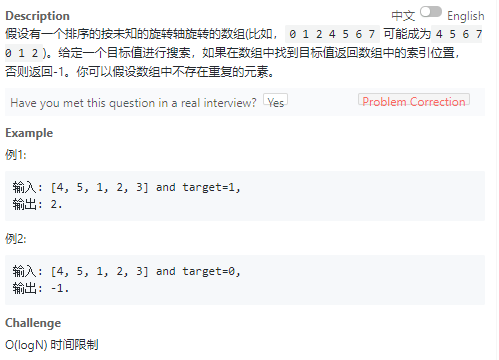 Description 中文 English
假设有一个排序的按未知的旋转轴旋转的数组(比如, 0 1 2 4 5 6 7 可能成为 4 5 6 7
0 1 2 )。给定一个目标值进行搜索，如果在数组中找到目标值返回数组中的索引位置，
否则返回-1。你可以假设数组中不存在重复的元素。
Have you met this question in a real interview? Yes Problem Correction
Example
例1:
输入: [4, 5, 1, 2, 3] and target=1,
输出: 2.
例2:
输入: [4, 5, 1, 2, 3] and target=0,
输出: -1.
Challenge
O(logN) 时间限制